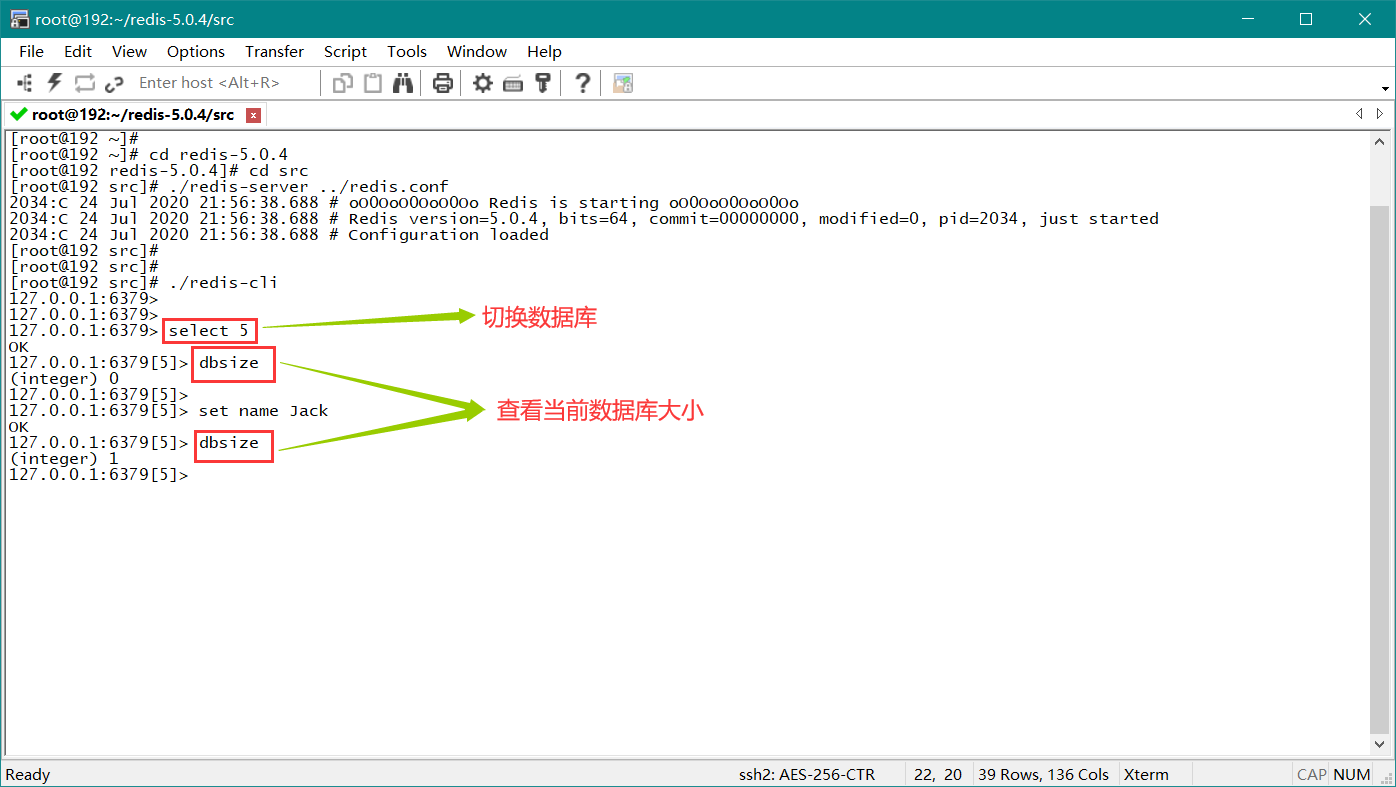 root@192:~/redis-5.0.4/src
File Edit View Options Transfer Script Tools Window Help
Enter host <Alt+R>
root@192:~/redis-5.0.4/src
[root@192 ~]#
[root@192 ~]# cd redis-5.0.4
[root@192 redis-5.0.4]# cd src
[root@192 src]# ./redis-server ../redis.conf
2034:C 24 Jul 2020 21:56:38.688 # oO0OoO0OoO0Oo Redis is starting oO0OoO0OoO0Oo
2034:C 24 Jul 2020 21:56:38.688 # Redis version=5.0.4, bits=64, commit=00000000, modified=0, pid=2034, just started
2034:C 24 Jul 2020 21:56:38.688 # Configuration loaded
[root@192 src]#
[root@192 src]#
[root@192 src]# ./redis-cli
127.0.0.1:6379>
127.0.0.1:6379>
127.0.0.1:6379> select 5
切换数据库
OK
127.0.0.1:6379[5]> dbsize
(integer) 0
127.0.0.1:6379[5]>
127.0.0.1:6379[5]> set name Jack
查看当前数据库大小
OK
127.0.0.1:6379[5]> dbsize
(integer) 1
127.0.0.1:6379[5]>
Ready ssh2: AES-256-CTR 22, 20 39 Rows, 136 Cols Xterm CAP NUM